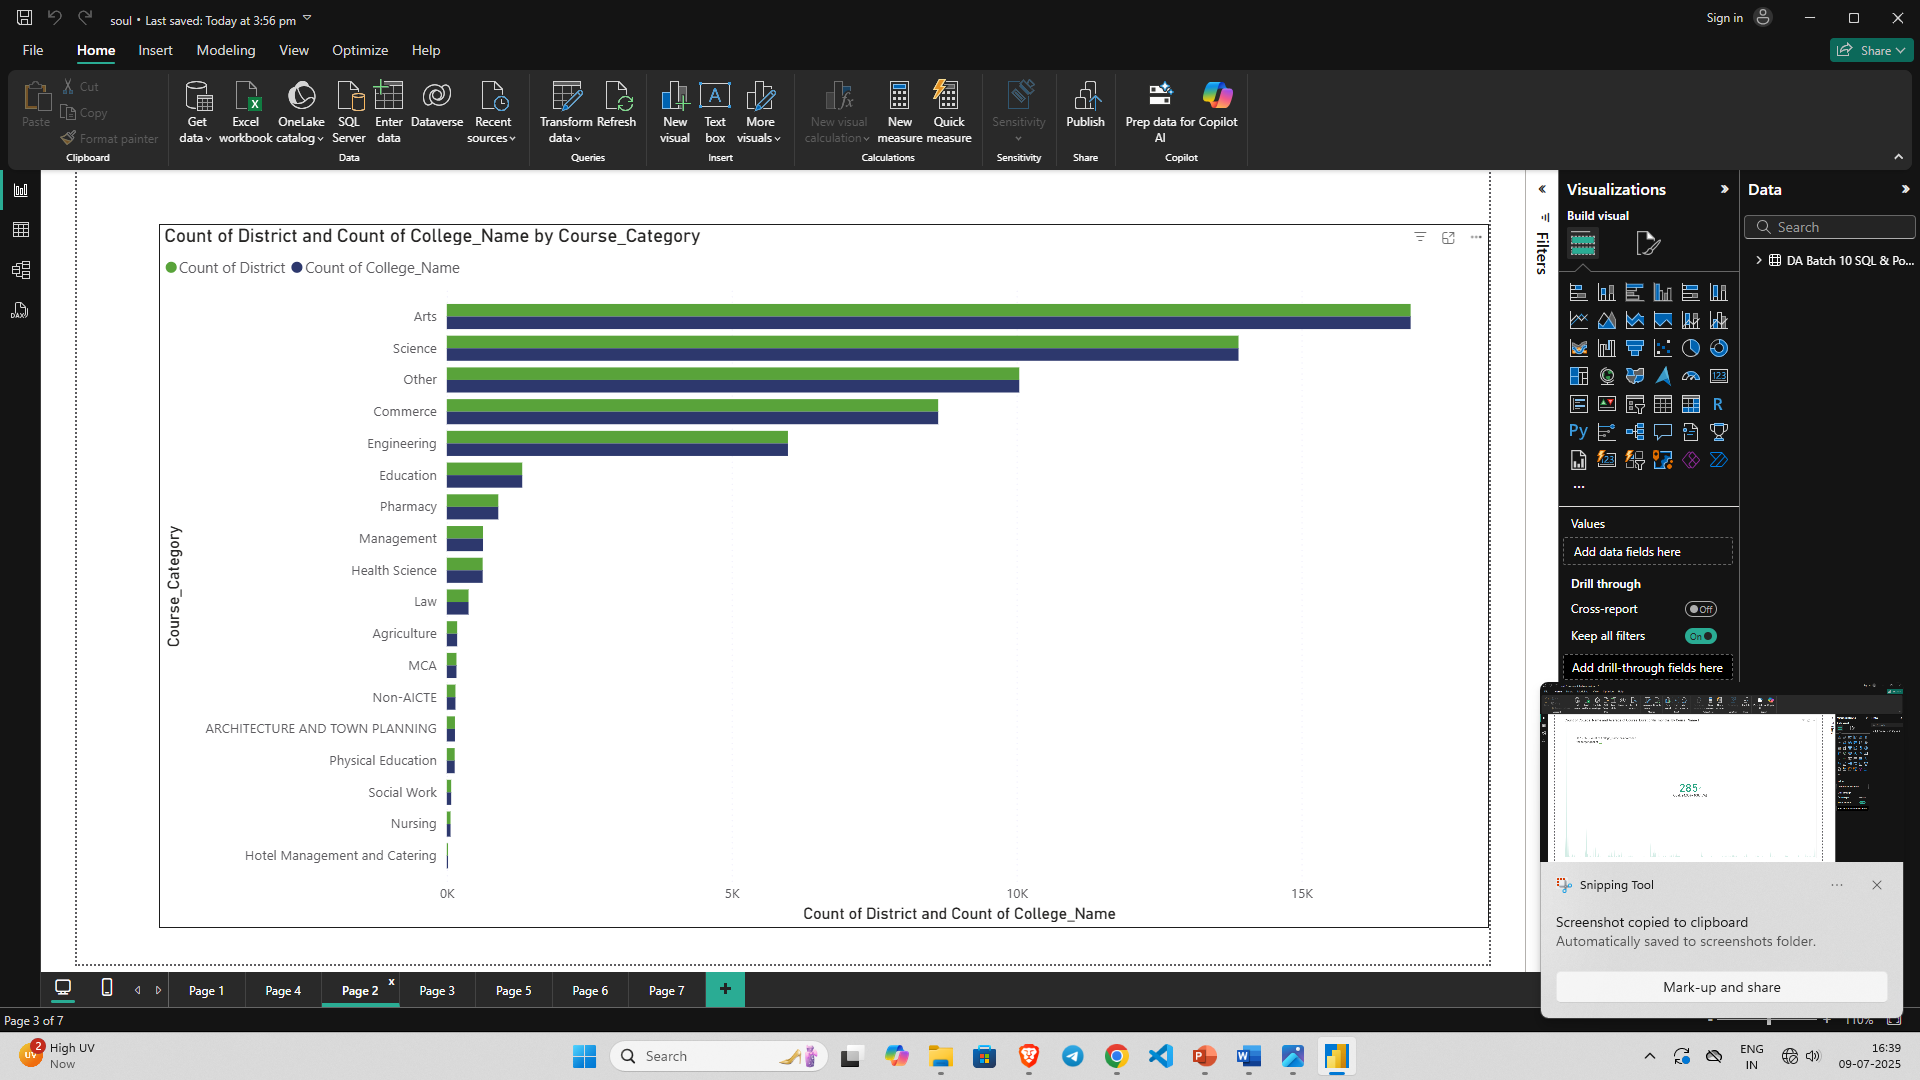 soul • Last saved: Today at 3:56 pm
Sign in
File
Home
Insert
Modeling
View
Optimize
Help
Share
Paste
Cut
Copy
Format painter
Clipboard
Get data
Excel workbook
OneLake catalog
SQL Server
Enter data
Dataverse
Recent sources
Data
Transform data
Refresh
Queries
New visual
Text box
More visuals
Insert
New visual calculation
New measure
Quick measure
Calculations
Sensitivity
Sensitivity
Publish
Share
Prep data for AI
Copilot
Copilot
Count of District and Count of College_Name by Course_Category
Count of District
Count of College_Name
Course_Category
Arts
Science
Other
Commerce
Engineering
Education
Pharmacy
Management
Health Science
Law
Agriculture
MCA
Non-AICTE
ARCHITECTURE AND TOWN PLANNING
Physical Education
Social Work
Nursing
Hotel Management and Catering
0K
5K
10K
15K
Count of District and Count of College_Name
Filters
Visualizations
Build visual
R
Py
123
Values
Add data fields here
Drill through
Cross-report
Off
Keep all filters
On
Add drill-through fields here
Data
Search
DA Batch 10 SQL & Po...
285
Snipping Tool
Screenshot copied to clipboard
Automatically saved to screenshots folder.
Mark-up and share
Page 1
Page 4
Page 2
Page 3
Page 5
Page 6
Page 7
Page 3 of 7
110%
High UV
Now
Search
ENG
IN
16:39
09-07-2025